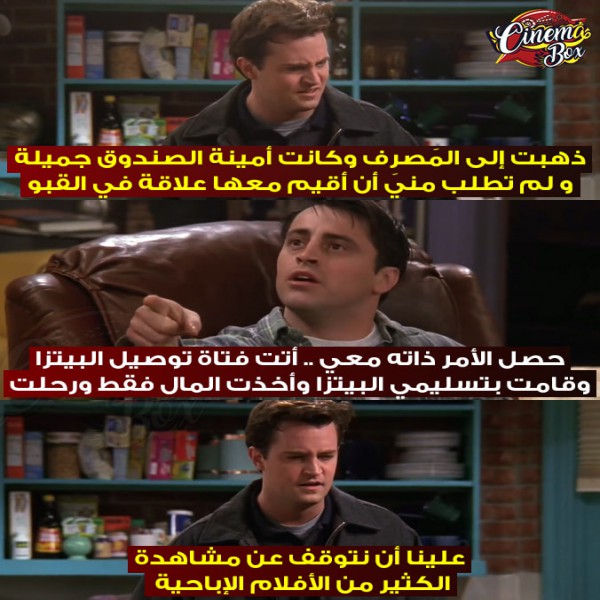 Cinema
Box
ذهبت إلى المَصرِف وكانت أمينة الصندوق جميلة
و لم تطلب منيَ أن أقيم معها علاقة في القبو
حصل الأمر ذاته معي .. أتت فتاة توصيل البيتزا
وقامت بتسليمي البيتزا وأخذت المال فقط ورحلت
علينا أن نتوقف عن مشاهدة
الكثير من الأفلام الإباحية